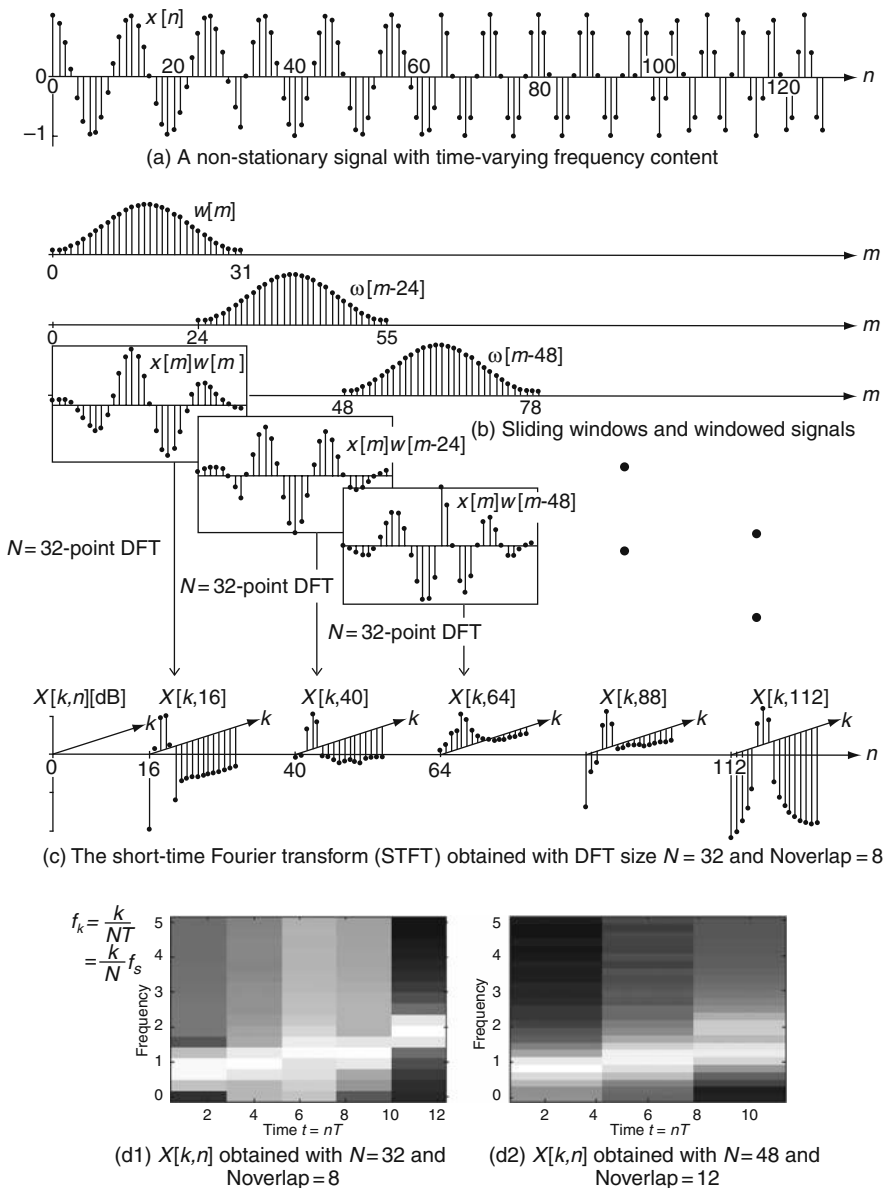 x[n]
0
0
20
40
60
80
100
120
n
−1
(a) A non-stationary signal with time-varying frequency content
w[m]
0
31
m
ω[m-24]
0
24
55
m
x[m]w[m]
ω[m-48]
48
78
m
(b) Sliding windows and windowed signals
x[m]w[m-24]
x[m]w[m-48]
N = 32-point DFT
N = 32-point DFT
N = 32-point DFT
X[k,n][dB]
X[k,16]
X[k,40]
X[k,64]
X[k,88]
X[k,112]
k
k
k
k
k
k
0
16
40
64
112
n
(c) The short-time Fourier transform (STFT) obtained with DFT size N = 32 and Noverlap = 8
f_k = k/NT
= k/N f_s
Frequency
5
4
3
2
1
0
2
4
6
8
10
12
Time t = nT
(d1) X[k,n] obtained with N = 32 and
Noverlap = 8
Frequency
5
4
3
2
1
0
2
4
6
8
10
Time t = nT
(d2) X[k,n] obtained with N = 48 and
Noverlap = 12